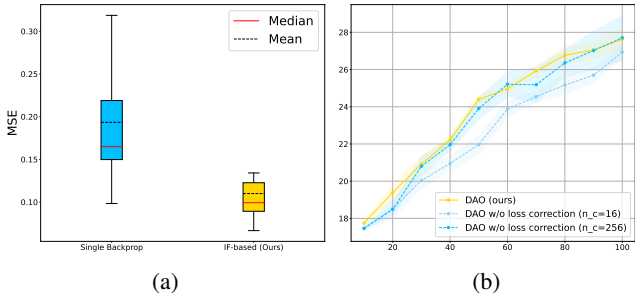 MSE
0.30
0.25
0.20
0.15
0.10
Median
Mean
Single Backprop
IF-based (Ours)
(a)
28
26
24
22
20
18
20
40
60
80
100
DAO (ours)
DAO w/o loss correction (n_c=16)
DAO w/o loss correction (n_c=256)
(b)